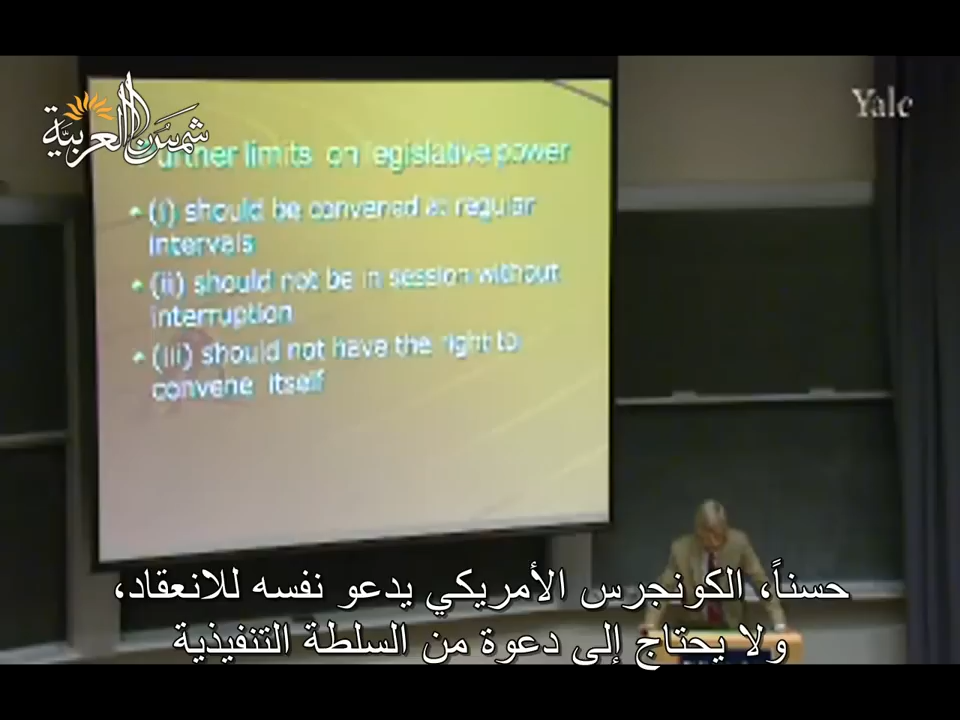 شمس العربية
Yale
Further limits on legislative power
(i) should be convened at regular
intervals
(ii) should not be in session without
interruption
(iii) should not have the right to
convene itself
حسناً، الكونجرس الأمريكي يدعو نفسه للانعقاد،
ولا يحتاج إلى دعوة من السلطة التنفيذية